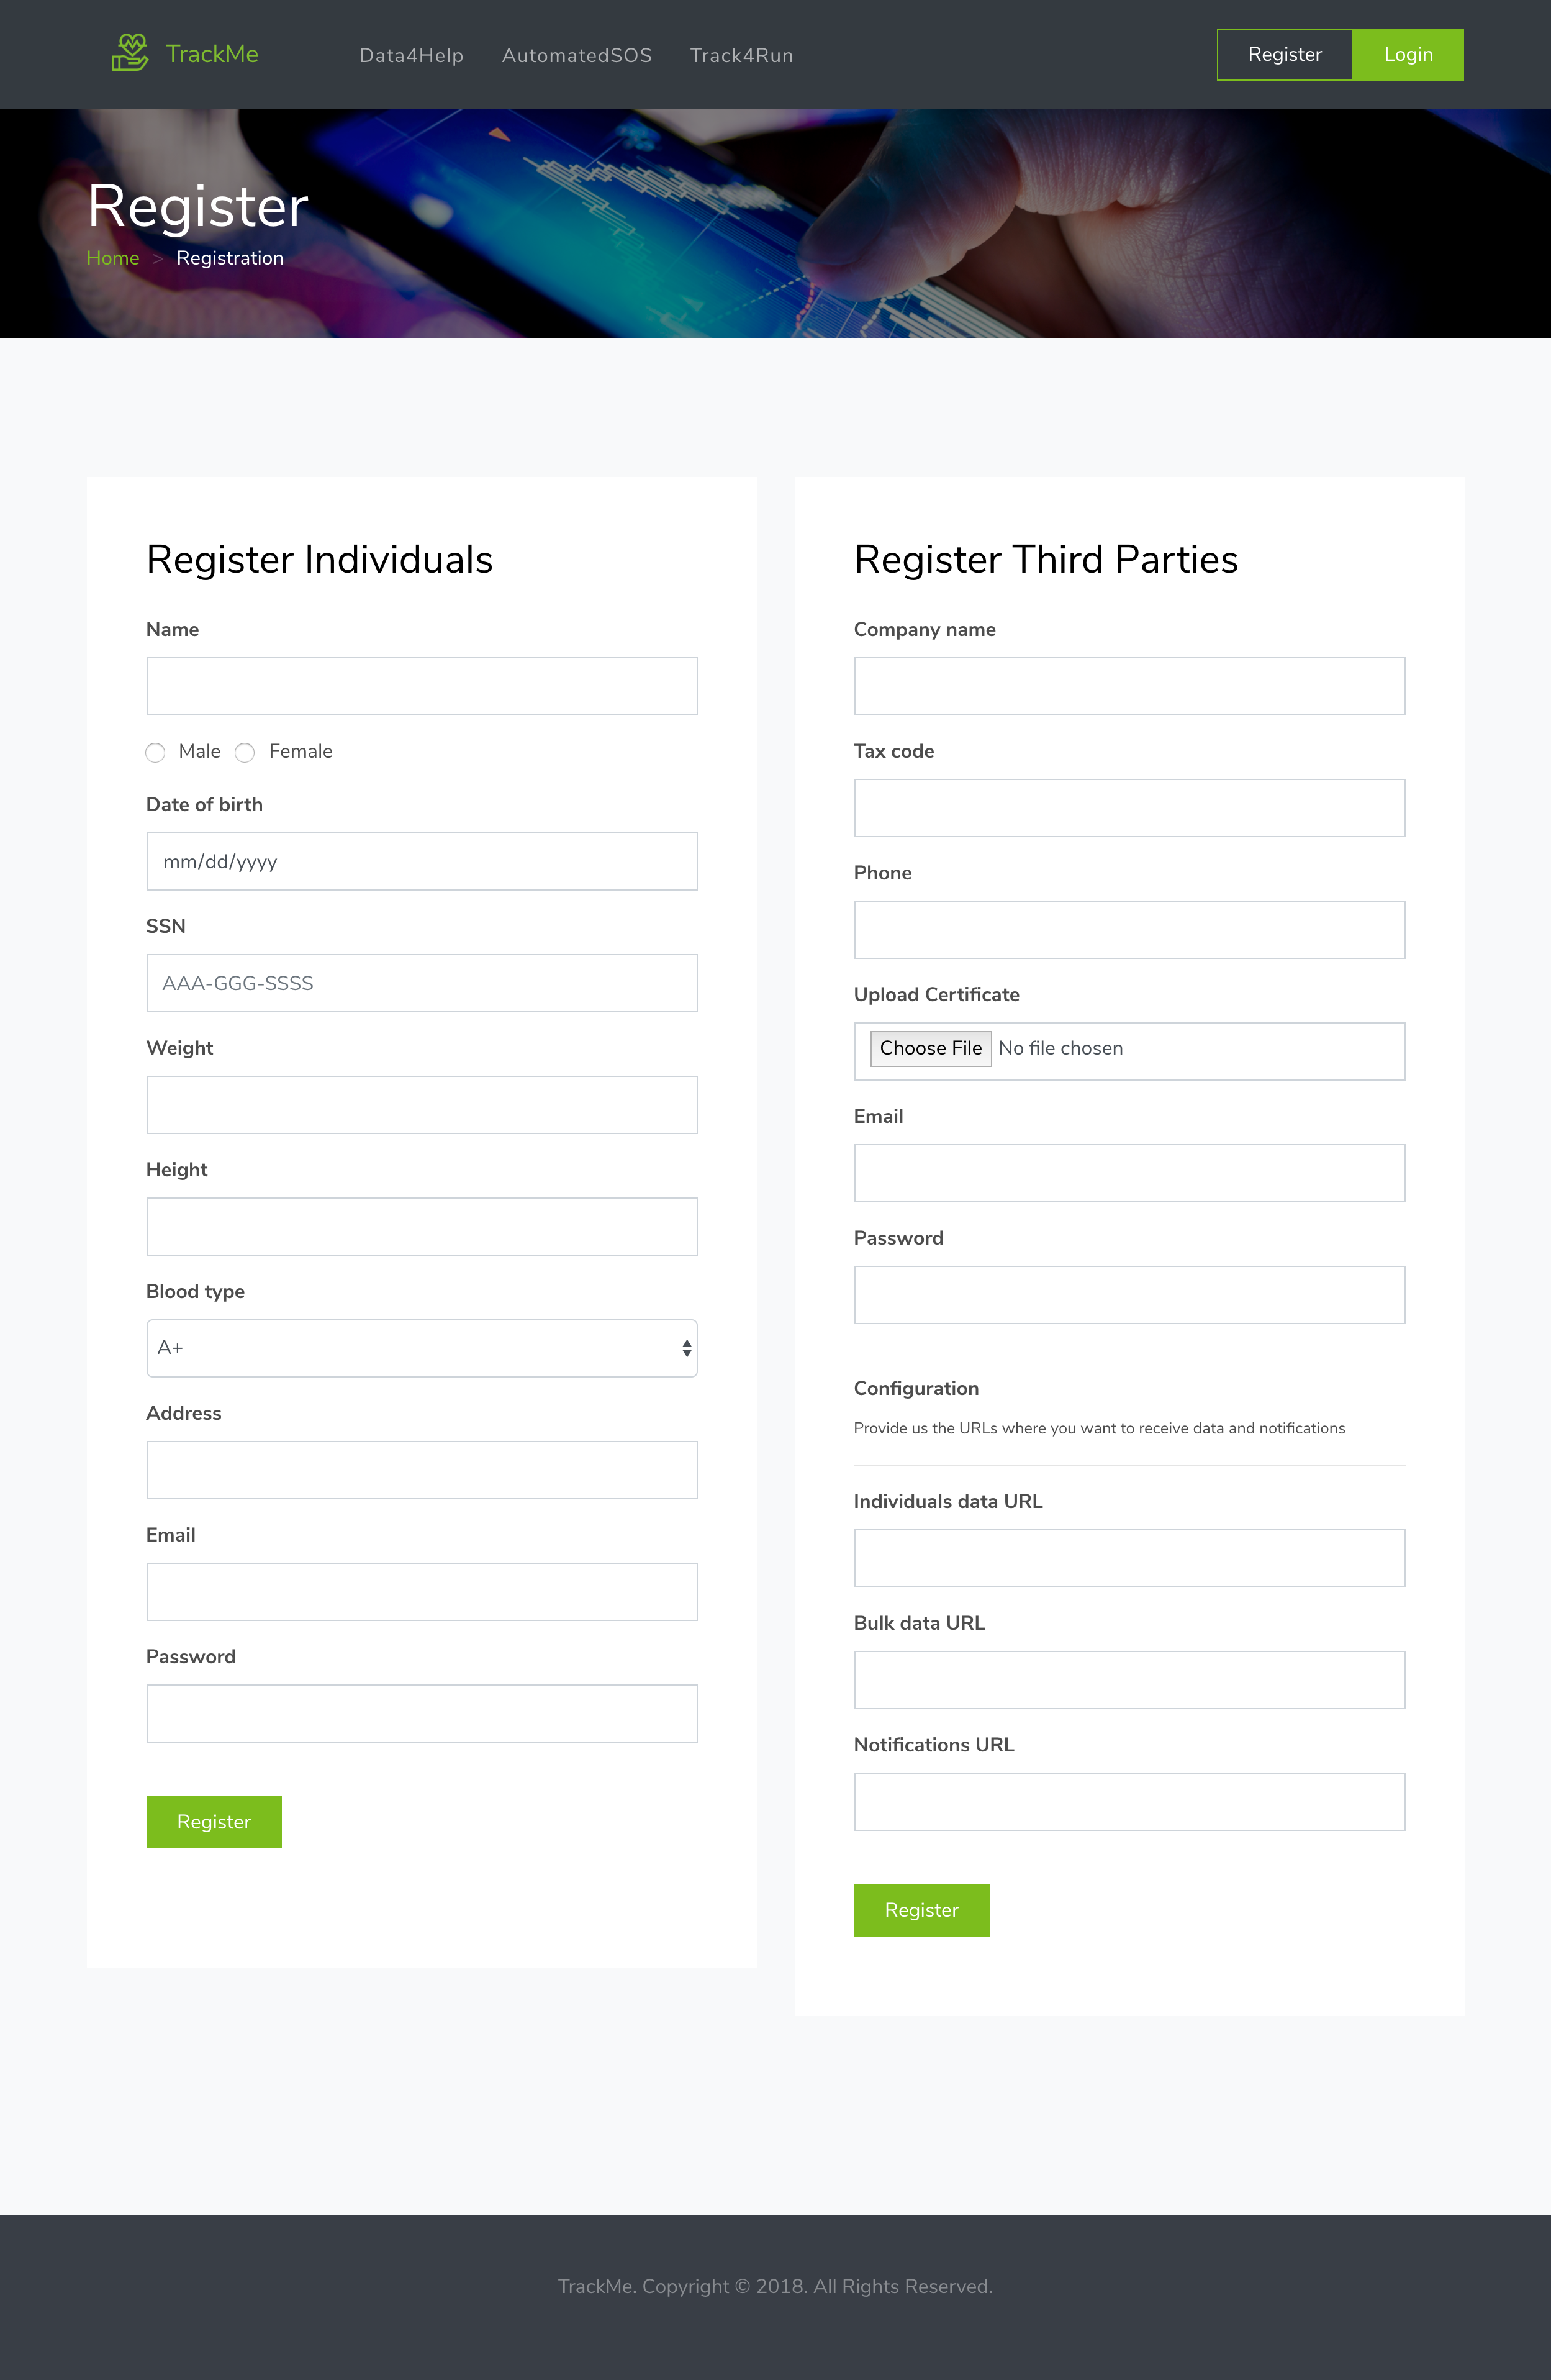 TrackMe
Data4Help AutomatedSOS Track4Run
Register Login
Register
Home > Registration
Register Individuals
Name
Male Female
Date of birth
mm/dd/yyyy
SSN
AAA-GGG-SSSS
Weight
Height
Blood type
A+
Address
Email
Password
Register
Register Third Parties
Company name
Tax code
Phone
Upload Certificate
Choose File No file chosen
Email
Password
Configuration
Provide us the URLs where you want to receive data and notifications
Individuals data URL
Bulk data URL
Notifications URL
Register
TrackMe. Copyright © 2018. All Rights Reserved.